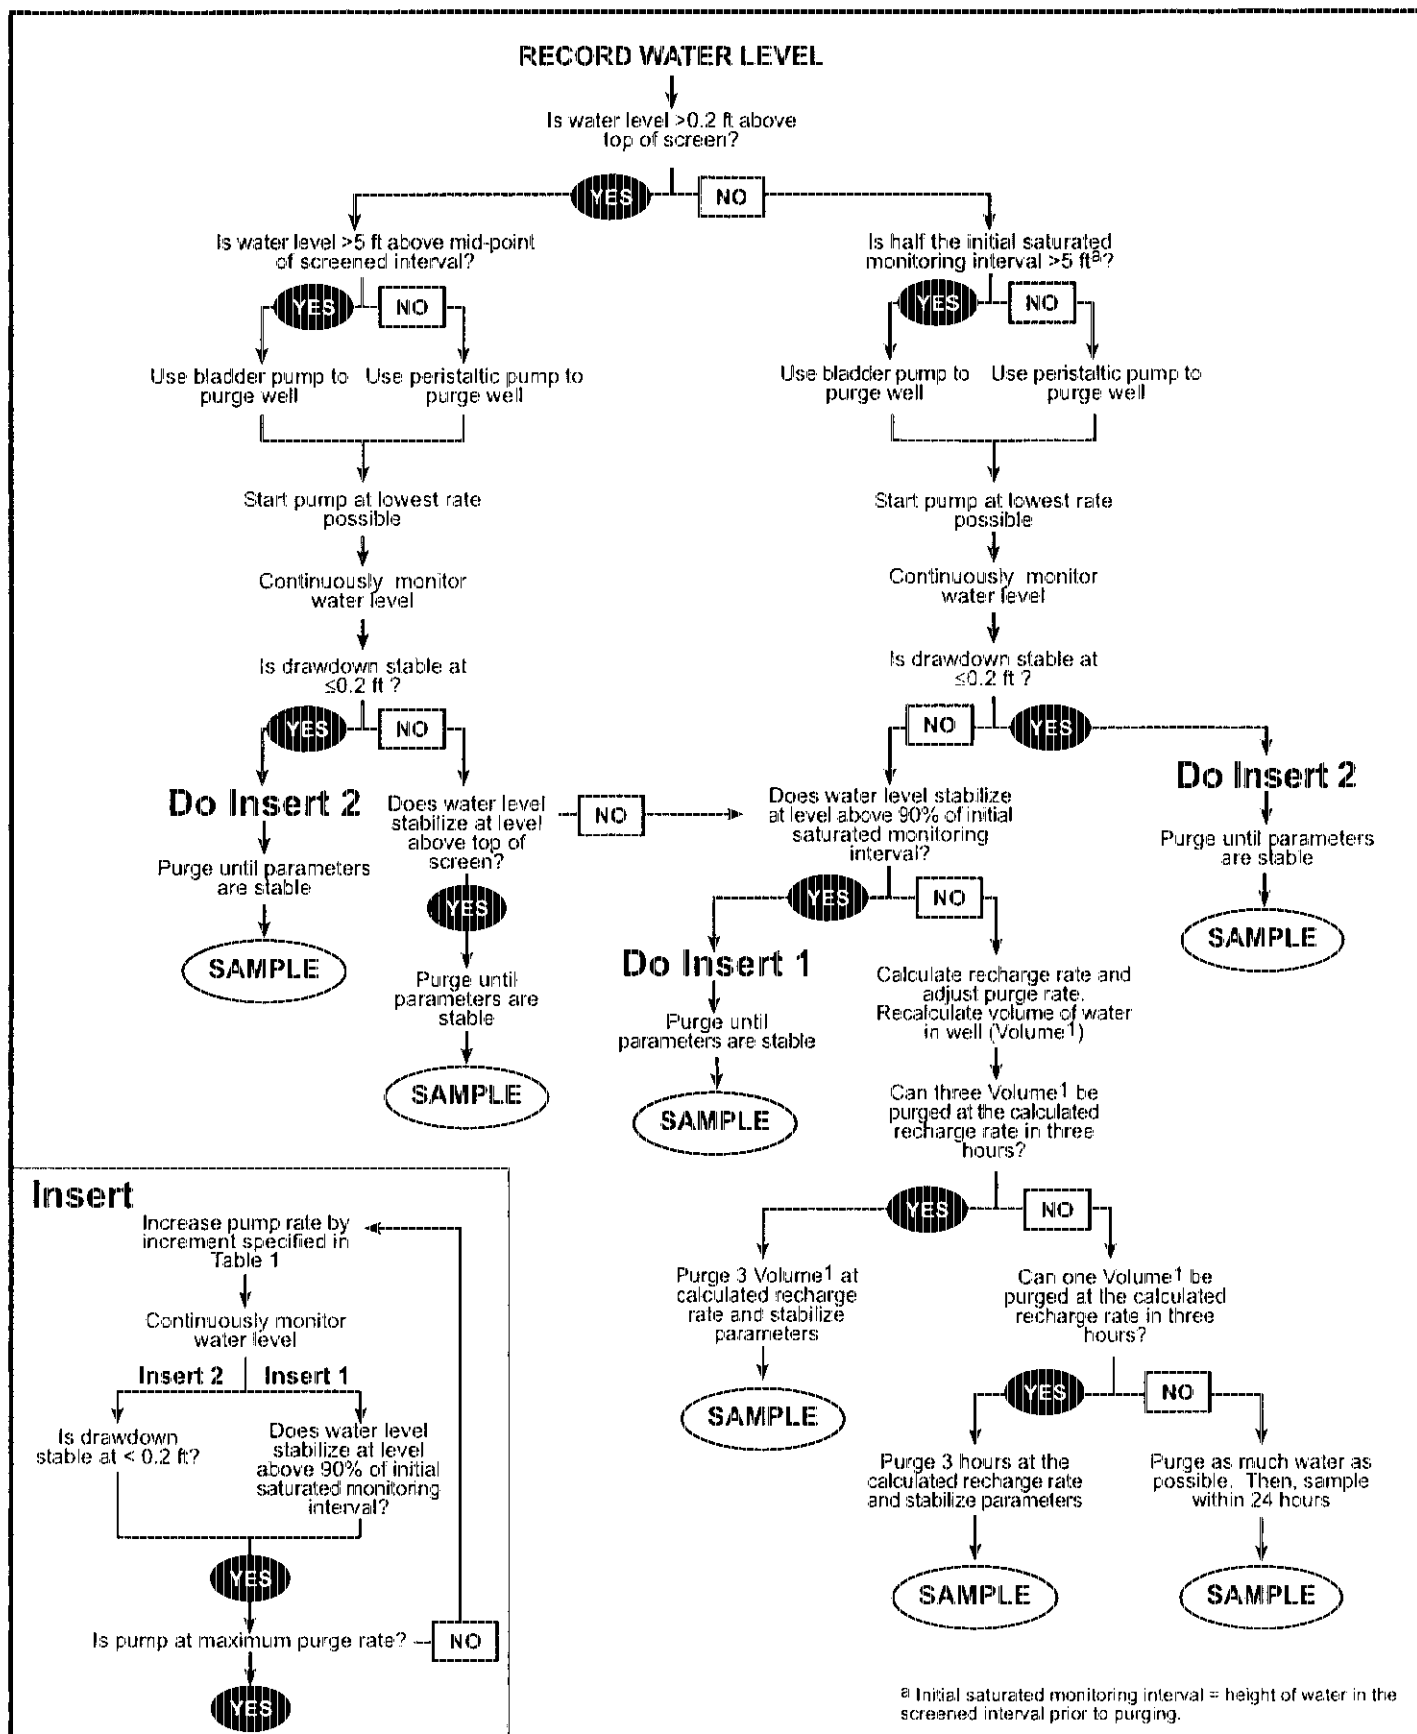 RECORD WATER LEVEL
Is water level >0.2 ft above
top of screen?
YES
NO
Is water level >5 ft above mid-point
of screened interval?
YES
NO
Use bladder pump to
purge well
Use peristaltic pump to
purge well
Start pump at lowest rate
possible
Continuously monitor
water level
Is drawdown stable at
≤0.2 ft ?
YES
NO
Do Insert 2
Purge until parameters
are stable
SAMPLE
Does water level
stabilize at level
above top of
screen?
NO
YES
Purge until
parameters are
stable
SAMPLE
Is half the initial saturated
monitoring interval >5 ftª?
YES
NO
Use bladder pump to
purge well
Use peristaltic pump to
purge well
Start pump at lowest rate
possible
Continuously monitor
water level
Is drawdown stable at
≤0.2 ft ?
NO
YES
Do Insert 2
Purge until parameters
are stable
SAMPLE
Does water level stabilize
at level above 90% of initial
saturated monitoring
interval?
YES
NO
Do Insert 1
Purge until
parameters are stable
SAMPLE
Calculate recharge rate and
adjust purge rate.
Recalculate volume of water
in well (Volume¹)
Can three Volume¹ be
purged at the calculated
recharge rate in three
hours?
YES
NO
Purge 3 Volume¹ at
calculated recharge
rate and stabilize
parameters
SAMPLE
Can one Volume¹ be
purged at the calculated
recharge rate in three
hours?
YES
NO
Purge 3 hours at the
calculated recharge rate
and stabilize parameters
SAMPLE
Purge as much water as
possible. Then, sample
within 24 hours
SAMPLE
Insert
Increase pump rate by
increment specified in
Table 1
Continuously monitor
water level
Insert 2
Insert 1
Is drawdown
stable at < 0.2 ft?
Does water level
stabilize at level
above 90% of initial
saturated monitoring
interval?
YES
Is pump at maximum purge rate?
NO
YES
ª Initial saturated monitoring interval = height of water in the
screened interval prior to purging.